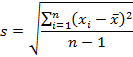 s = √(∑ⁿᵢ₌₁(xᵢ − x̄)² / (n − 1))